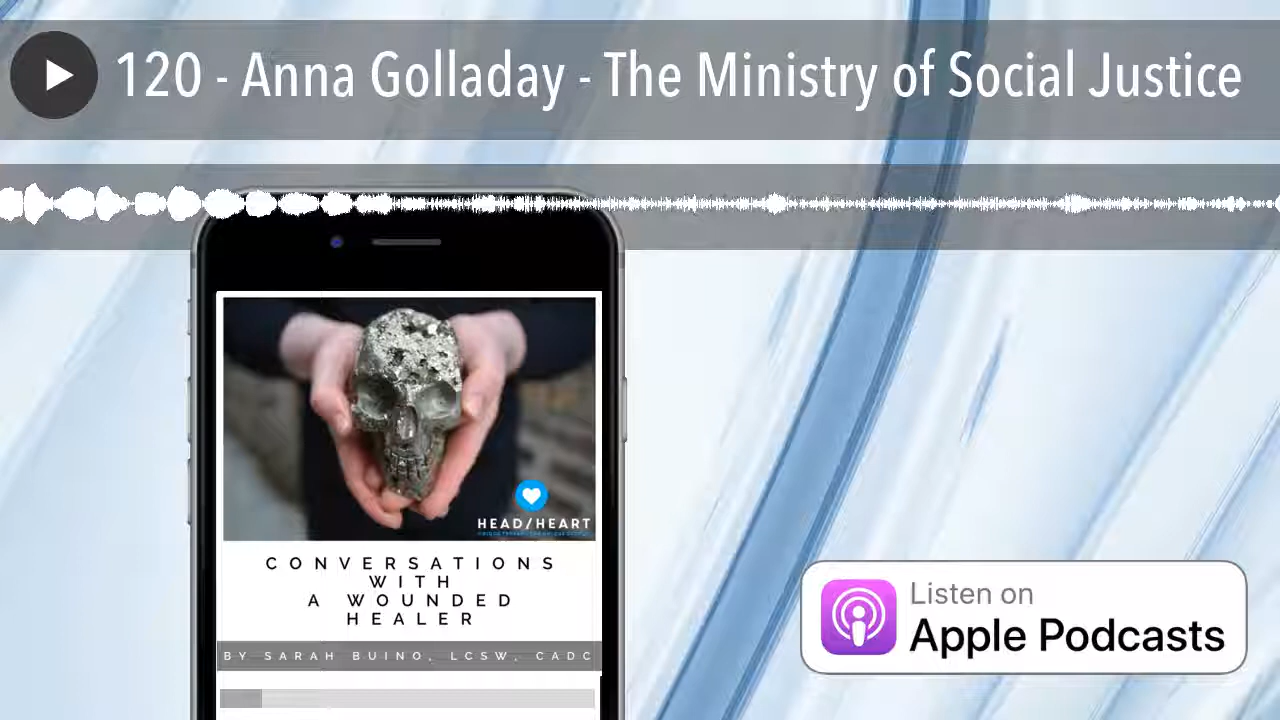 120 - Anna Golladay - The Ministry of Social Justice
HEAD/HEART
CONVERSATIONS
WITH
A WOUNDED
HEALER
BY SARAH BUINO, LCSW, CADC
Listen on
Apple Podcasts